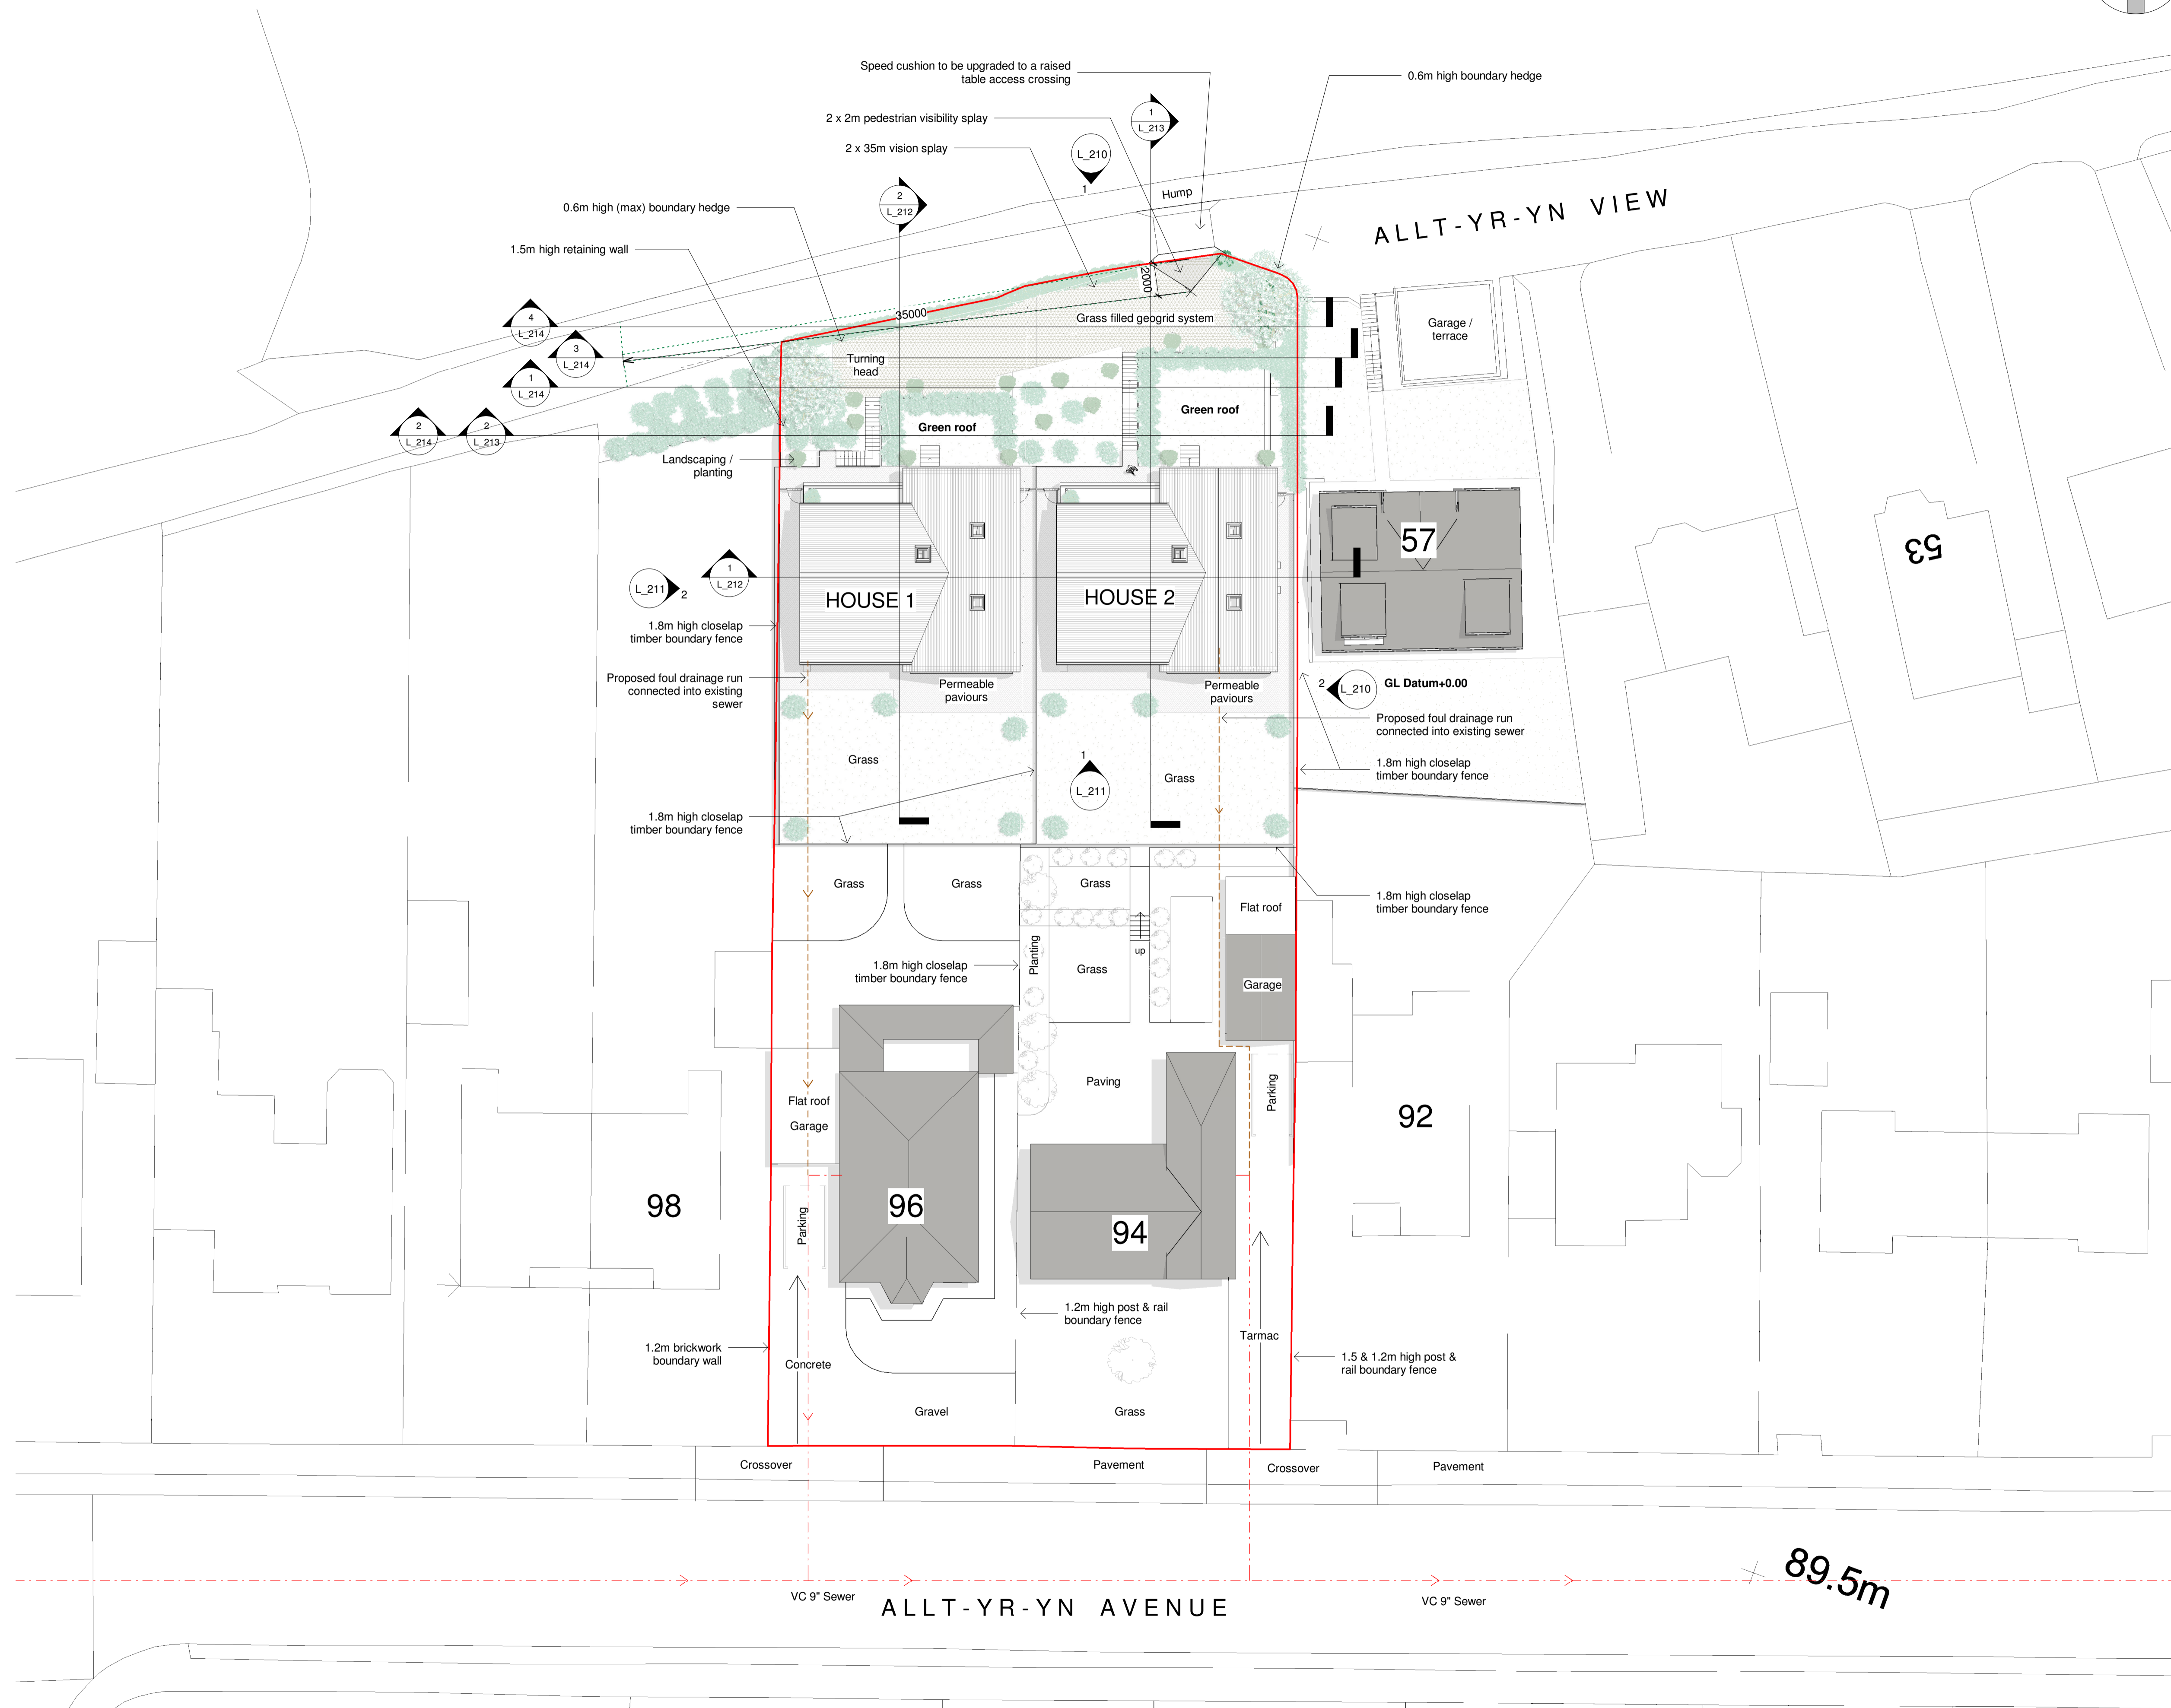 Speed cushion to be upgraded to a raised
table access crossing
0.6m high boundary hedge
2 x 2m pedestrian visibility splay
1
L_213
2 x 35m vision splay
L_210
1
Hump
2
L_212
0.6m high (max) boundary hedge
ALLT-YR-YN VIEW
1.5m high retaining wall
2000
35000
Grass filled geogrid system
4
L_214
3
L_214
Garage /
terrace
Turning
head
1
L_214
Green roof
Green roof
2
L_214
2
L_213
Landscaping /
planting
57
53
1
L_212
L_211
2
HOUSE 1
HOUSE 2
1.8m high closelap
timber boundary fence
Proposed foul drainage run
connected into existing
sewer
Permeable
paviours
Permeable
paviours
2
L_210
GL Datum+0.00
Proposed foul drainage run
connected into existing sewer
Grass
1
L_211
Grass
1.8m high closelap
timber boundary fence
1.8m high closelap
timber boundary fence
Grass
Grass
Grass
1.8m high closelap
timber boundary fence
Flat roof
up
Planting
1.8m high closelap
timber boundary fence
Grass
Garage
Paving
Parking
Flat roof
Garage
92
98
96
94
Parking
1.2m high post & rail
boundary fence
Tarmac
1.2m brickwork
boundary wall
Concrete
1.5 & 1.2m high post &
rail boundary fence
Gravel
Grass
Crossover
Pavement
Crossover
Pavement
89.5m
VC 9" Sewer
ALLT-YR-YN AVENUE
VC 9" Sewer